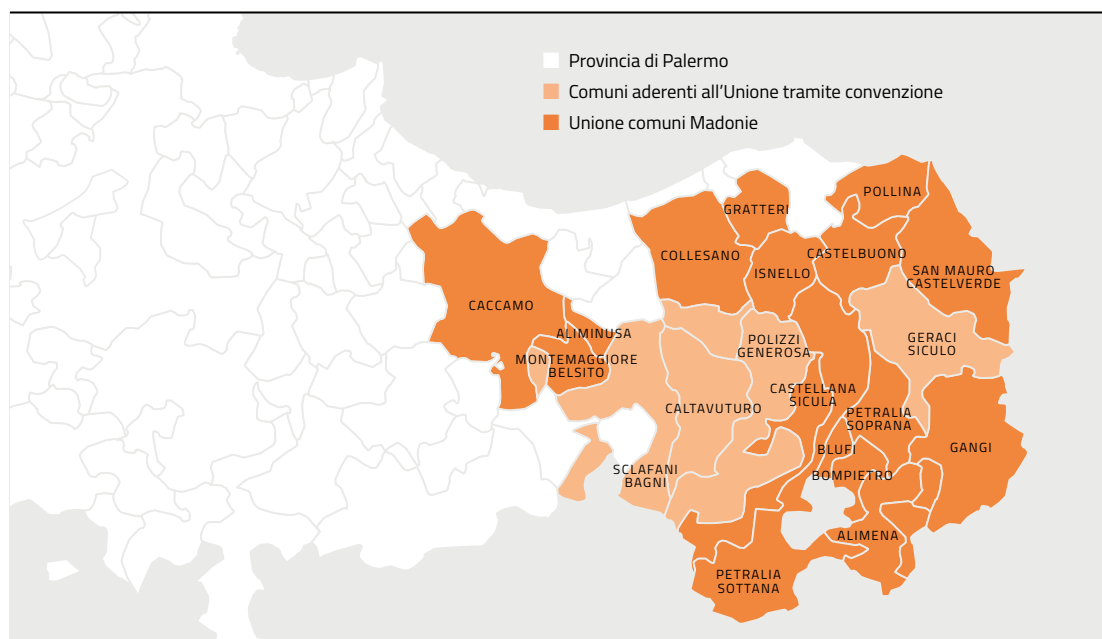 Provincia di Palermo
Comuni aderenti all'Unione tramite convenzione
Unione comuni Madonie
POLLINA
GRATTERI
COLLESANO
CASTELBUONO
ISNELLO
SAN MAURO
CASTELVERDE
CACCAMO
ALIMINUSA
POLIZZI
GENEROSA
GERACI
SICULO
MONTEMAGGIORE
BELSITO
CASTELLANA
SICULA
CALTAVUTURO
PETRALIA
SOPRANA
GANGI
BLUFI
SCLAFANI
BAGNI
BOMPIETRO
ALIMENA
PETRALIA
SOTTANA